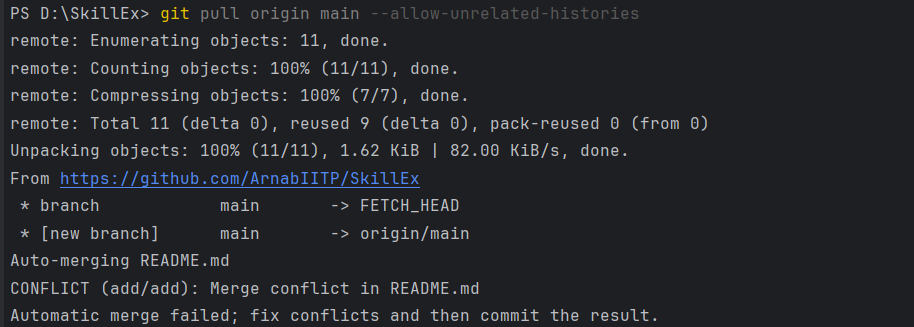 PS D:\SkillEx> git pull origin main --allow-unrelated-histories
remote: Enumerating objects: 11, done.
remote: Counting objects: 100% (11/11), done.
remote: Compressing objects: 100% (7/7), done.
remote: Total 11 (delta 0), reused 9 (delta 0), pack-reused 0 (from 0)
Unpacking objects: 100% (11/11), 1.62 KiB | 82.00 KiB/s, done.
From https://github.com/ArnabIITP/SkillEx
 * branch            main       -> FETCH_HEAD
 * [new branch]      main       -> origin/main
Auto-merging README.md
CONFLICT (add/add): Merge conflict in README.md
Automatic merge failed; fix conflicts and then commit the result.